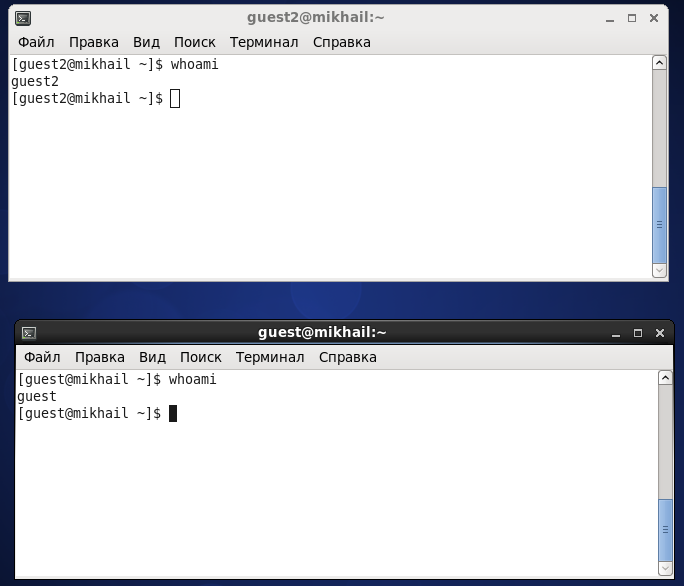 guest2@mikhail:~
Файл Правка Вид Поиск Терминал Справка
[guest2@mikhail ~]$ whoami
guest2
[guest2@mikhail ~]$
guest@mikhail:~
Файл Правка Вид Поиск Терминал Справка
[guest@mikhail ~]$ whoami
guest
[guest@mikhail ~]$